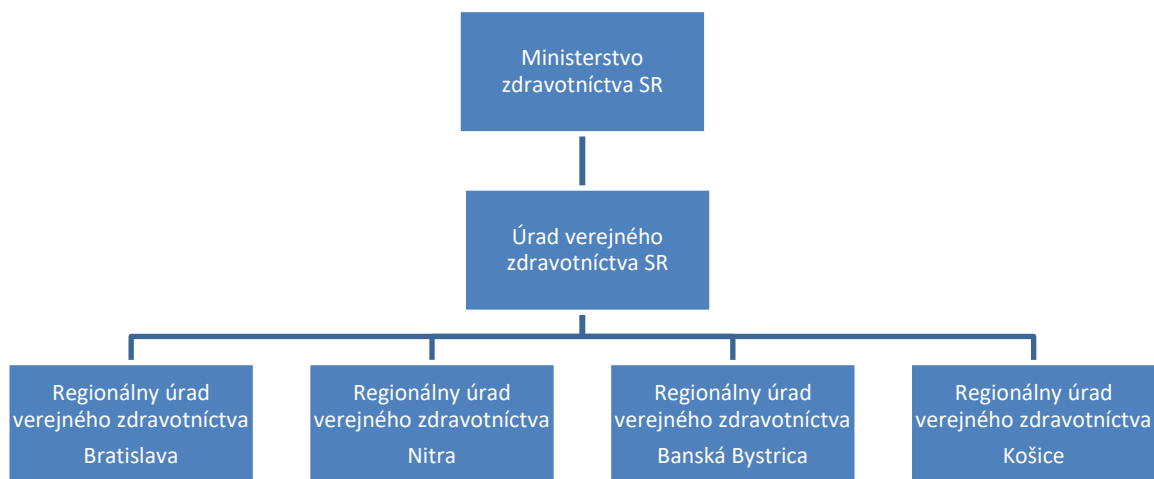 Ministerstvo
zdravotníctva SR
Úrad verejného
zdravotníctva SR
Regionálny úrad
verejného zdravotníctva
Bratislava
Regionálny úrad
verejného zdravotníctva
Nitra
Regionálny úrad
verejného zdravotníctva
Banská Bystrica
Regionálny úrad
verejného zdravotníctva
Košice